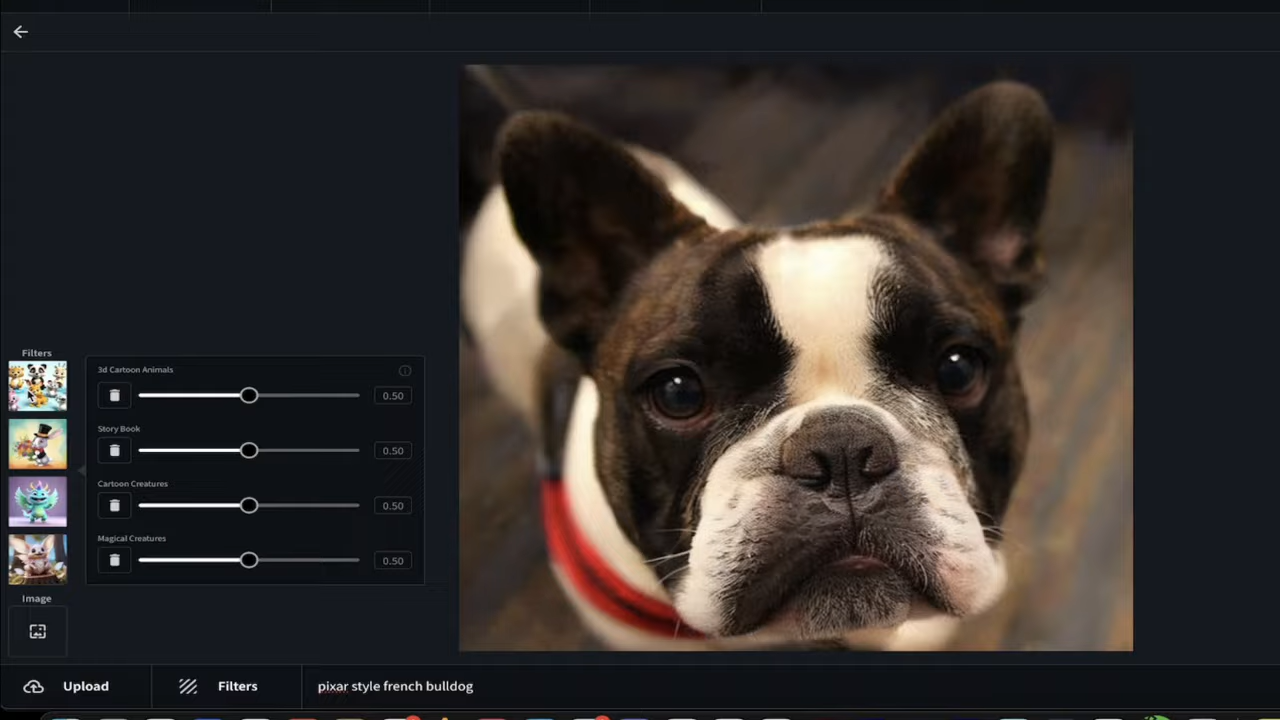 Filters
3d Cartoon Animals
0.50
Story Book
0.50
Cartoon Creatures
0.50
Magical Creatures
0.50
Image
Upload
Filters
pixar style french bulldog